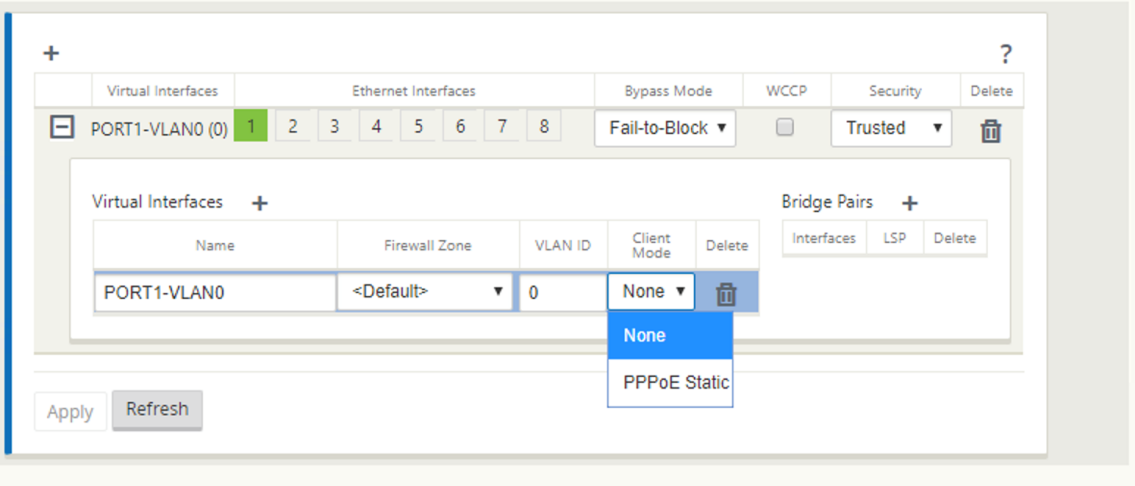 + ?
Virtual Interfaces Ethernet Interfaces Bypass Mode WCCP Security Delete
PORT1-VLAN0 (0) 1 2 3 4 5 6 7 8 Fail-to-Block Trusted
Virtual Interfaces + Bridge Pairs +
Name Firewall Zone VLAN ID Client Mode Delete Interfaces LSP Delete
PORT1-VLAN0 <Default> 0 None
None
PPPoE Static
Apply Refresh